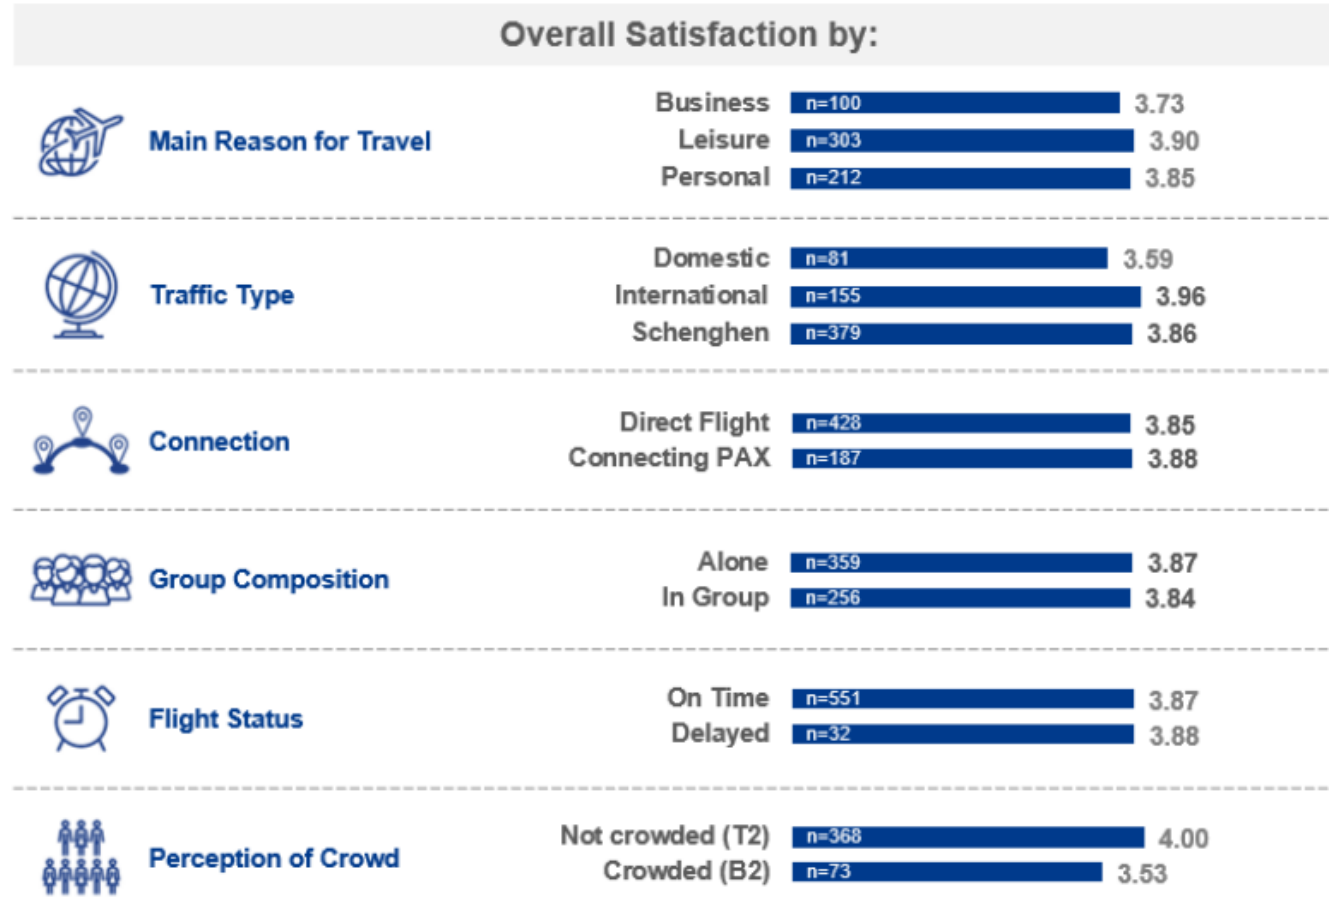 Overall Satisfaction by:
Main Reason for Travel
Business n=100 3.73
Leisure n=303 3.90
Personal n=212 3.85
Traffic Type
Domestic n=81 3.59
International n=155 3.96
Schenghen n=379 3.86
Connection
Direct Flight n=428 3.85
Connecting PAX n=187 3.88
Group Composition
Alone n=359 3.87
In Group n=256 3.84
Flight Status
On Time n=551 3.87
Delayed n=32 3.88
Perception of Crowd
Not crowded (T2) n=368 4.00
Crowded (B2) n=73 3.53